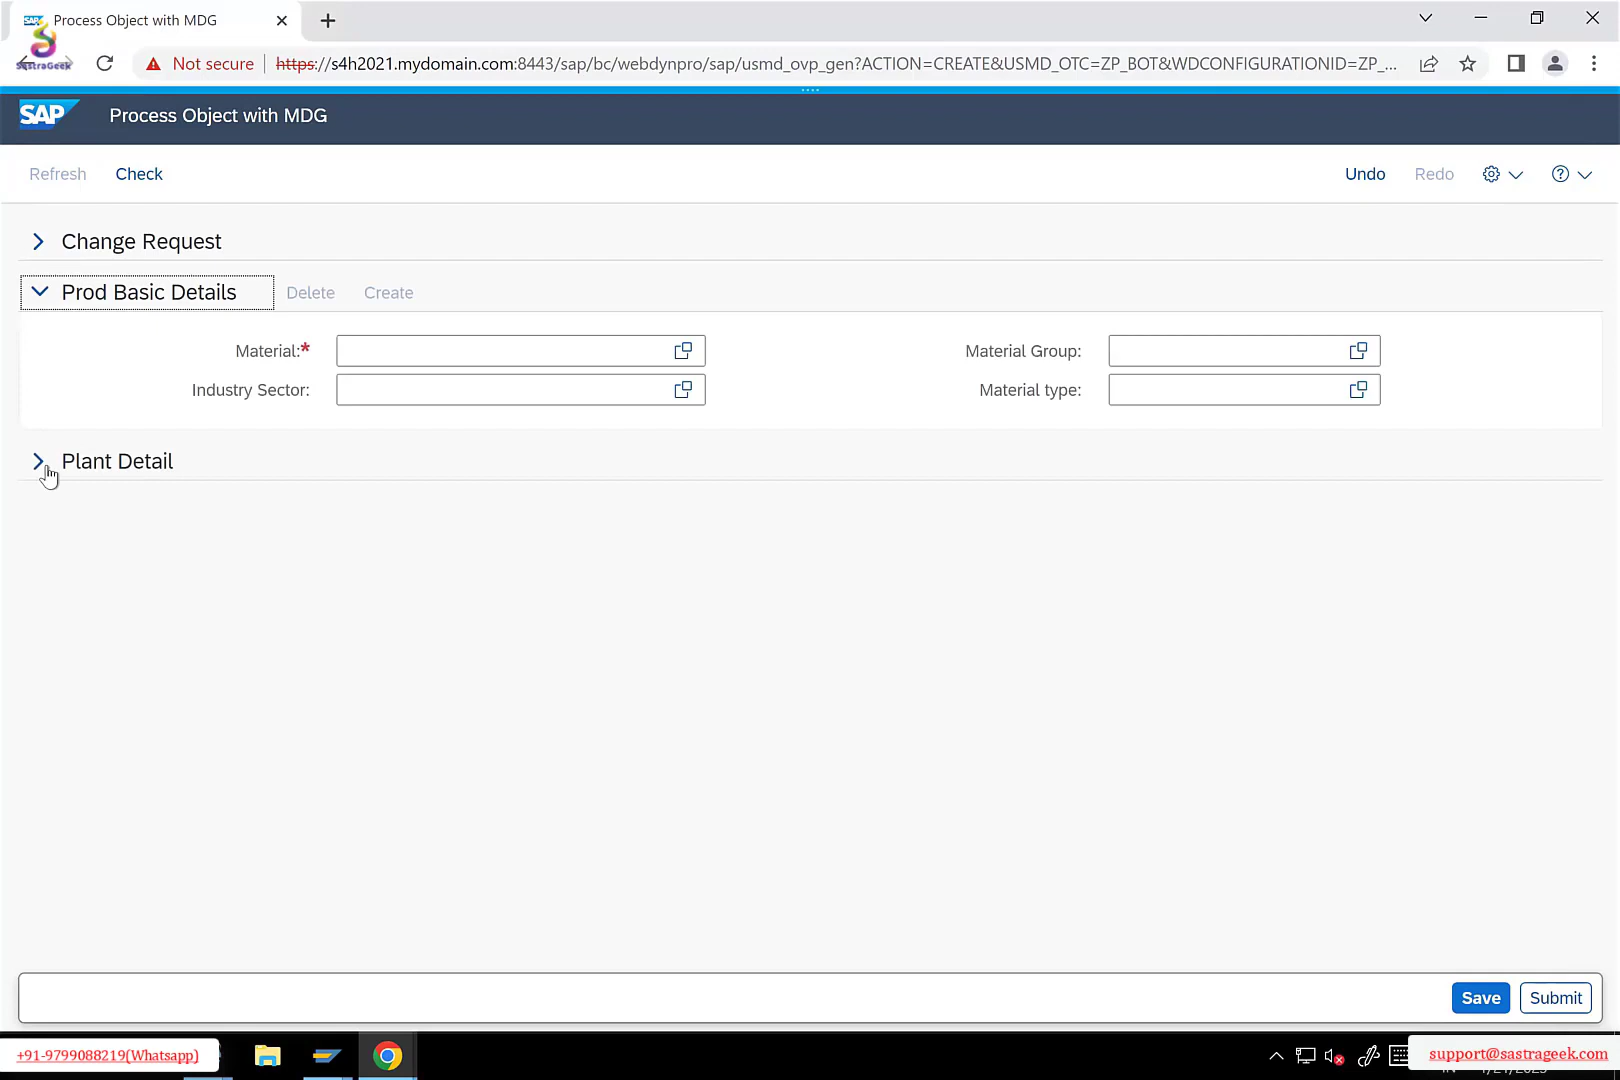 SAP Process Object with MDG
SastraGeek
Not secure https://s4h2021.mydomain.com:8443/sap/bc/webdynpro/sap/usmd_ovp_gen?ACTION=CREATE&USMD_OTC=ZP_BOT&WDCONFIGURATIONID=ZP_...
SAP Process Object with MDG
Refresh Check Undo Redo
Change Request
Prod Basic Details Delete Create
Material:* Material Group:
Industry Sector: Material type:
Plant Detail
Save Submit
+91-9799088219(Whatsapp)
support@sastrageek.com